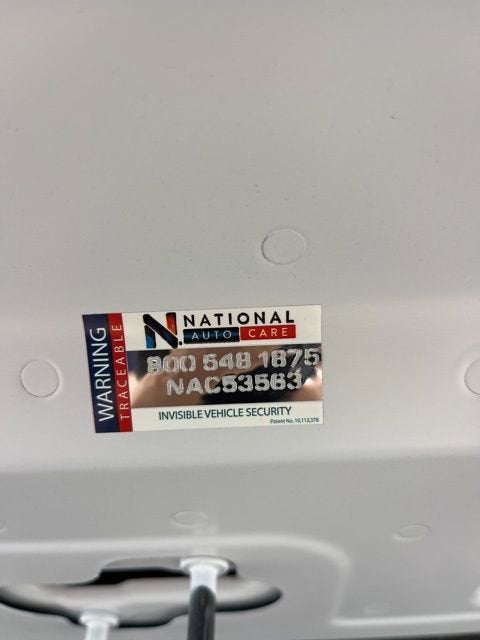 WARNING
TRACEABLE
NATIONAL
AUTO CARE
800 548 1875
NAC53563
INVISIBLE VEHICLE SECURITY
Patent No. 10,112,378